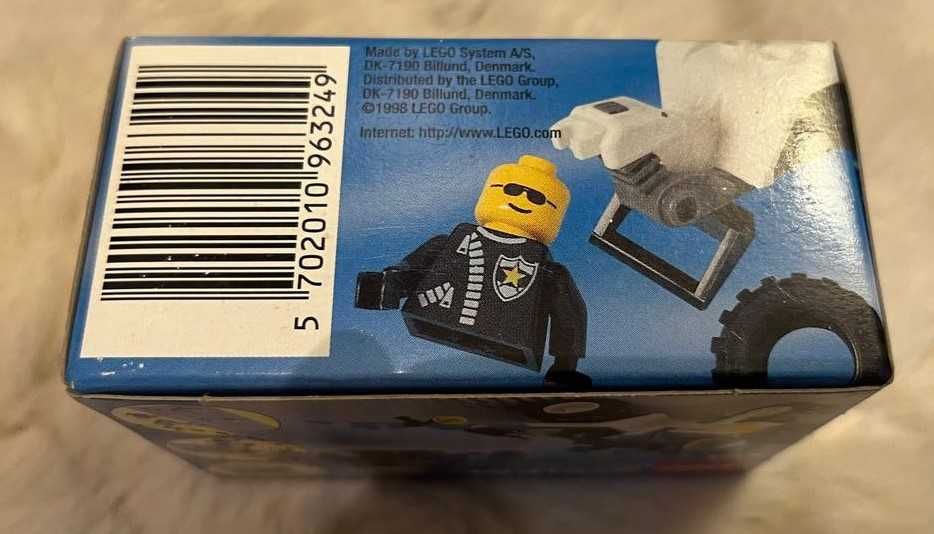 Made by LEGO System A/S,
DK-7190 Billund, Denmark.
Distributed by the LEGO Group,
DK-7190 Billund, Denmark.
©1998 LEGO Group.
Internet: http://www.LEGO.com
5 702010 963249